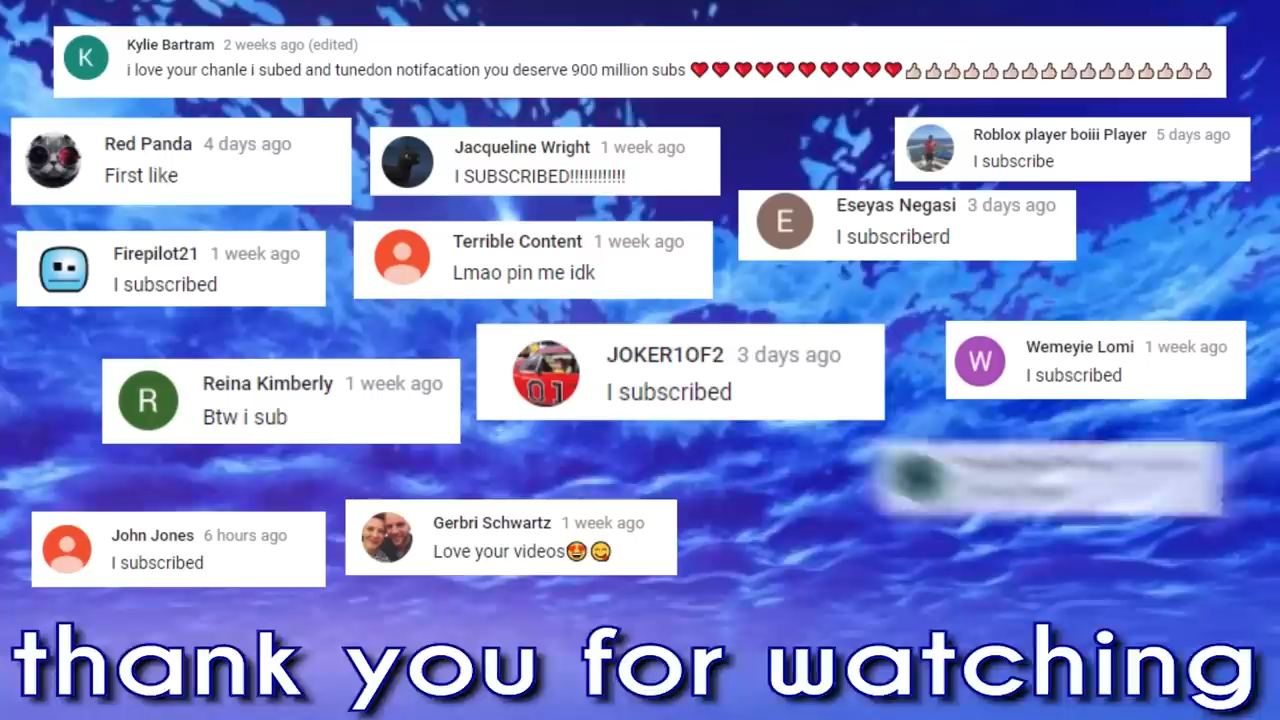 Kylie Bartram 2 weeks ago (edited)
i love your chanle i subed and tunedon notifacation you deserve 900 million subs ❤❤❤❤❤❤❤❤❤❤👍🏻👍🏻👍🏻👍🏻👍🏻👍🏻👍🏻👍🏻👍🏻👍🏻👍🏻👍🏻👍🏻👍🏻👍🏻👍🏻
Red Panda 4 days ago
First like
Jacqueline Wright 1 week ago
I SUBSCRIBED!!!!!!!!!!!!
Roblox player boiii Player 5 days ago
I subscribe
Eseyas Negasi 3 days ago
I subscriberd
Firepilot21 1 week ago
I subscribed
Terrible Content 1 week ago
Lmao pin me idk
Reina Kimberly 1 week ago
Btw i sub
JOKER1OF2 3 days ago
I subscribed
Wemeyie Lomi 1 week ago
I subscribed
John Jones 6 hours ago
I subscribed
Gerbri Schwartz 1 week ago
Love your videos🤩😋
thank you for watching